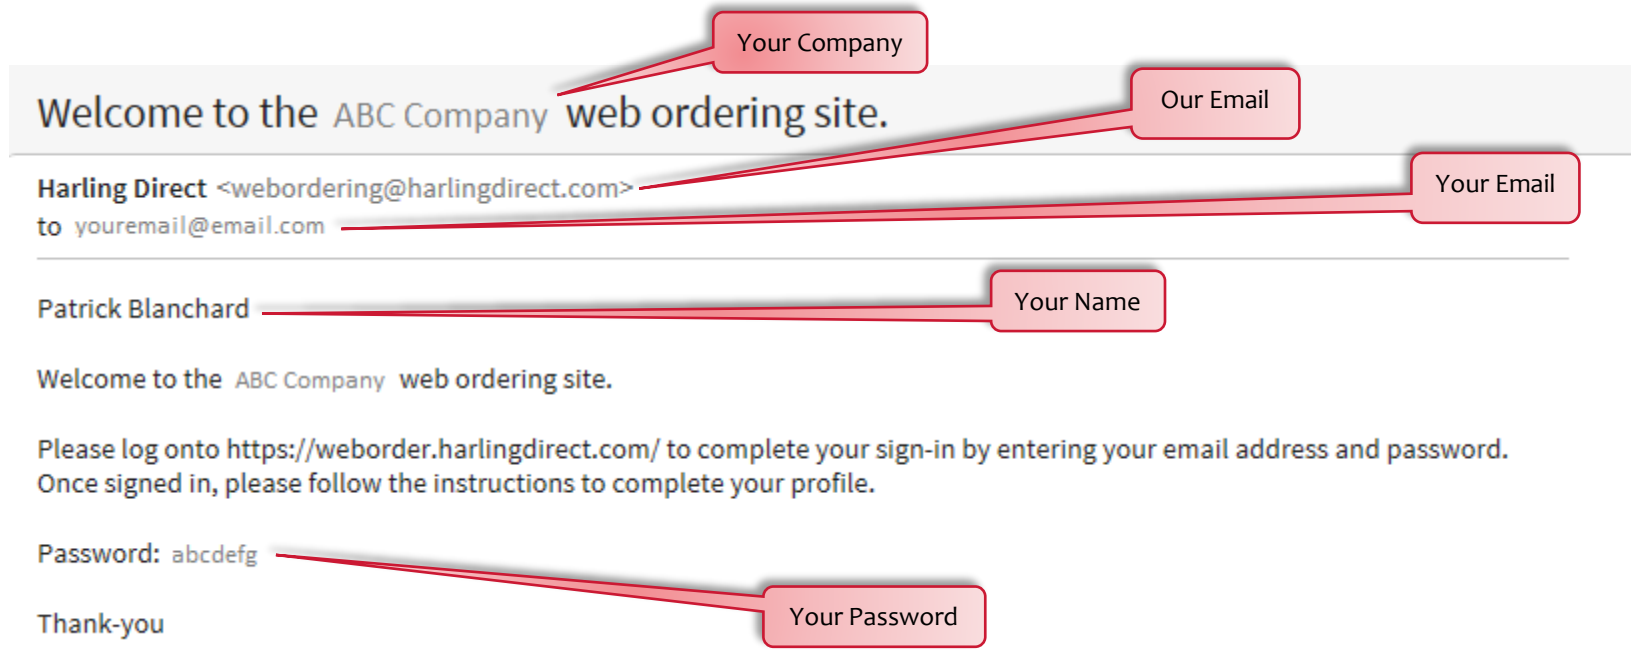 Your Company
Welcome to the ABC Company web ordering site.
Our Email
Harling Direct <webordering@harlingdirect.com>
Your Email
to youremail@email.com
Patrick Blanchard
Your Name
Welcome to the ABC Company web ordering site.
Please log onto https://weborder.harlingdirect.com/ to complete your sign-in by entering your email address and password.
Once signed in, please follow the instructions to complete your profile.
Password: abcdefg
Your Password
Thank-you